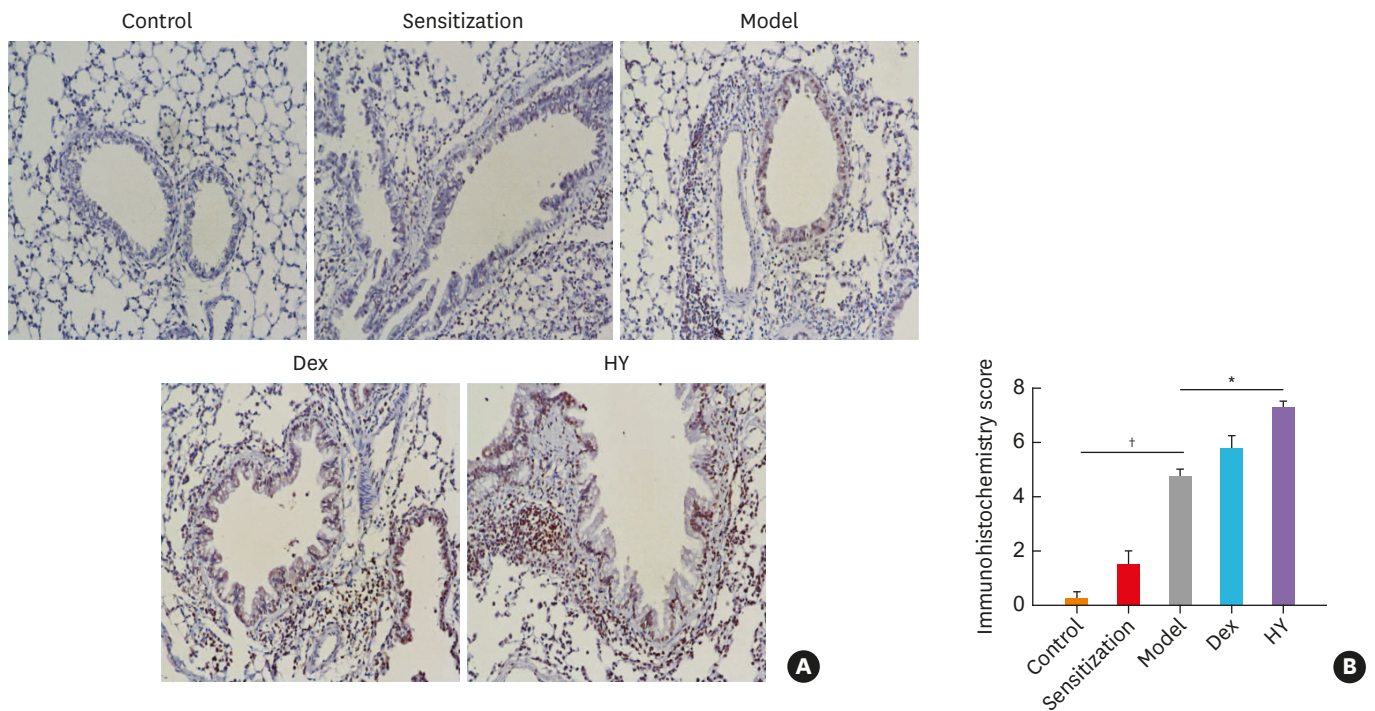 Control
Sensitization
Model
Dex
HY
A
Immunohistochemistry score
8
6
4
2
0
†
*
Control
Sensitization
Model
Dex
HY
B